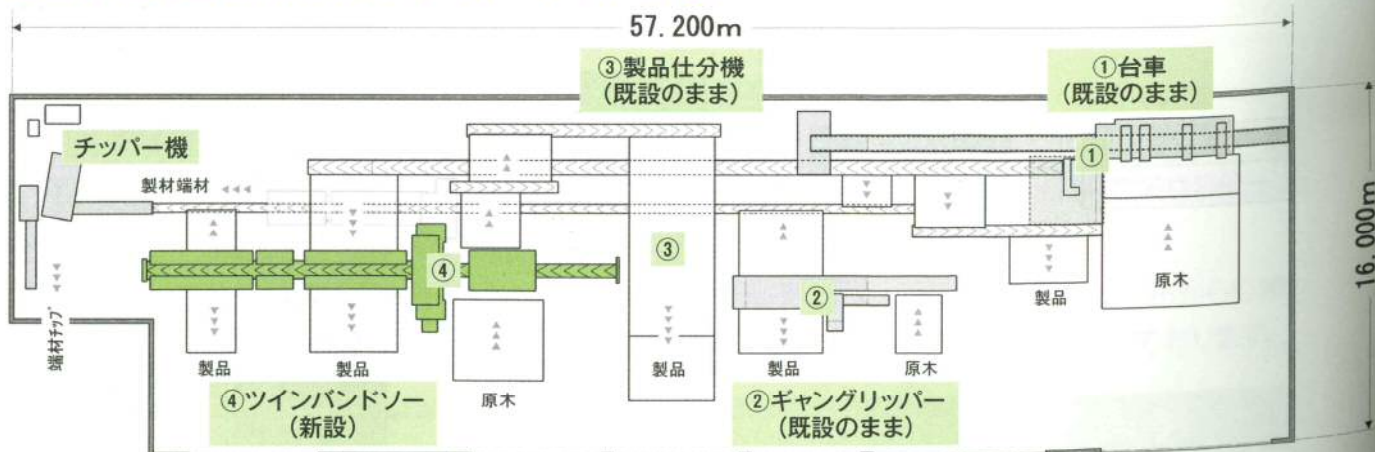 57.200m
③製品仕分機
(既設のまま)
①台車
(既設のまま)
チッパー機
①
製材端材
16.000m
③
④
原木
②
製品
端材チップ
製品
製品
製品
製品
原木
原木
④ツインバンドソー
(新設)
②ギャングリッパー
(既設のまま)